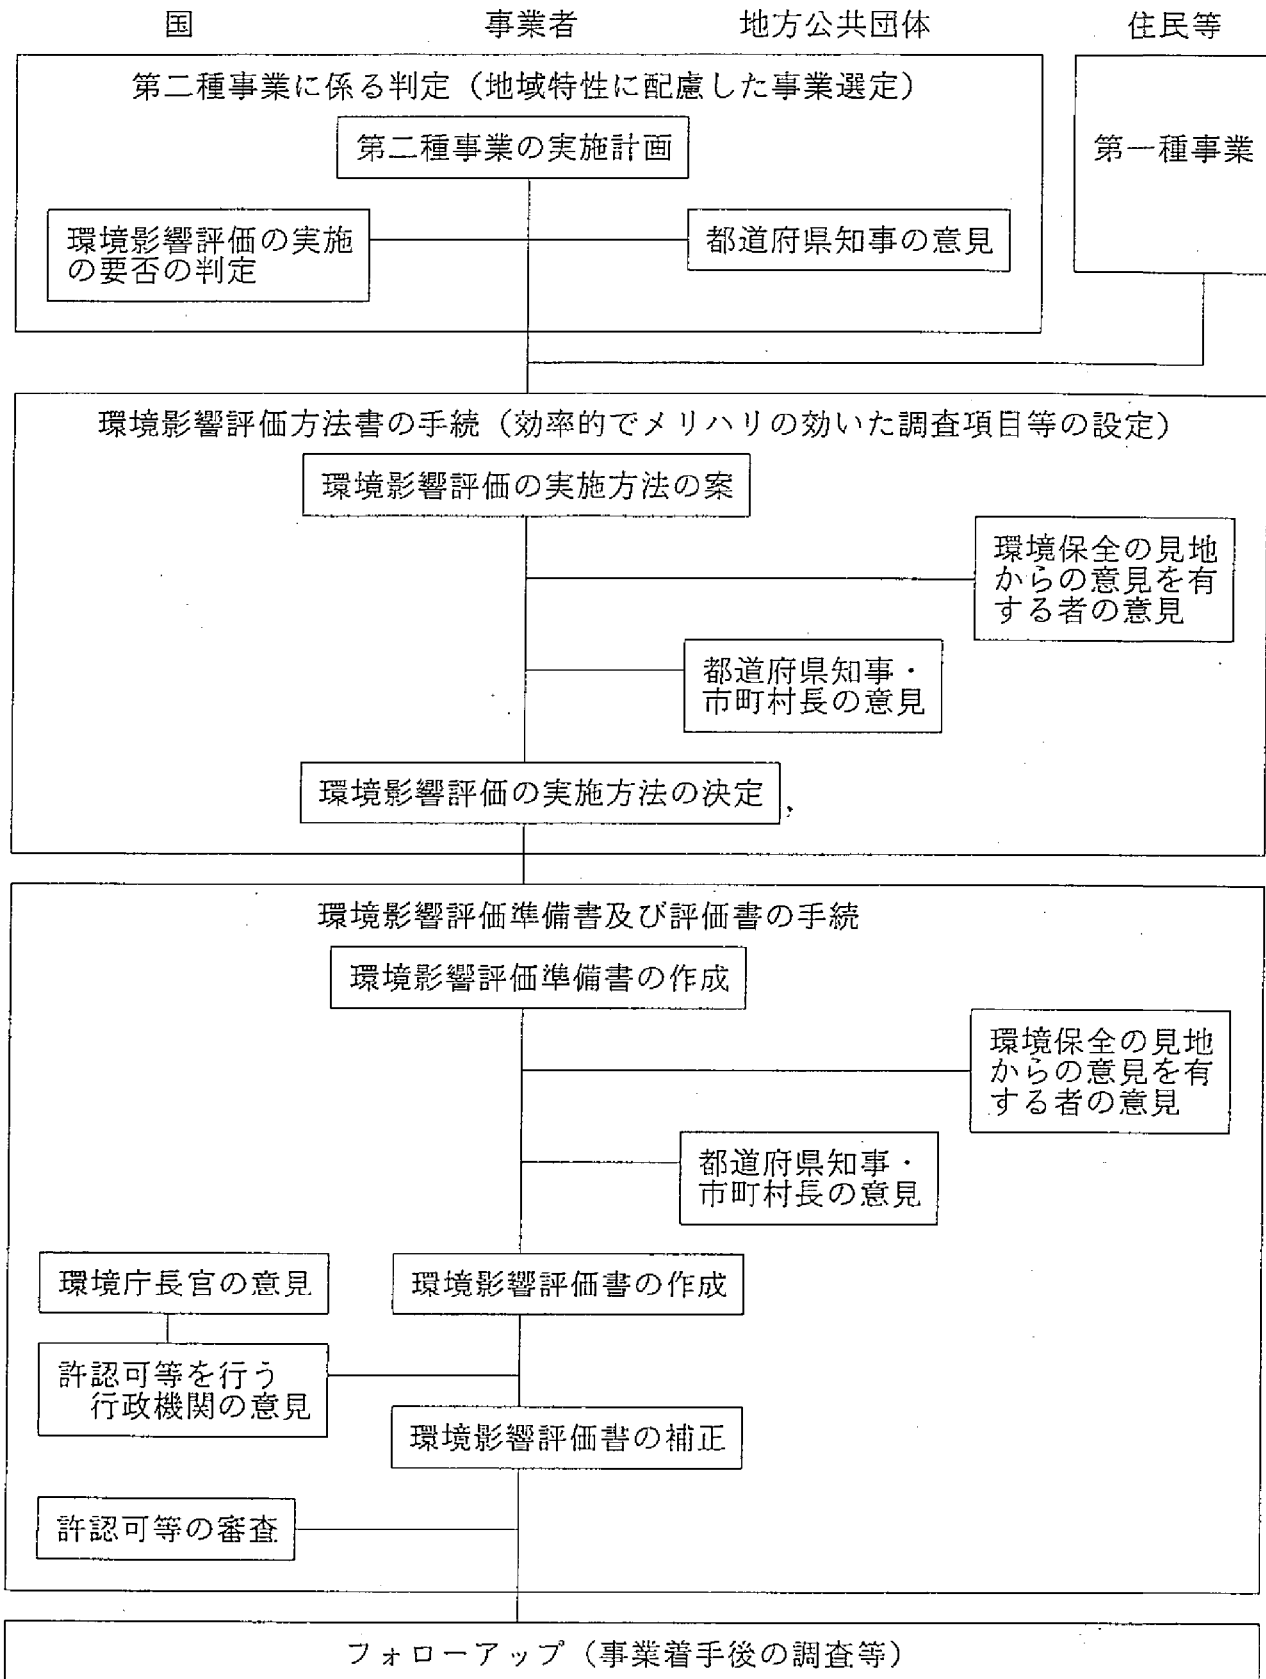 国 事業者 地方公共団体 住民等
第二種事業に係る判定(地域特性に配慮した事業選定)
第二種事業の実施計画
第一種事業
環境影響評価の実施
の要否の判定
都道府県知事の意見
環境影響評価方法書の手続(効率的でメリハリの効いた調査項目等の設定)
環境影響評価の実施方法の案
環境保全の見地
からの意見を有
する者の意見
都道府県知事・
市町村長の意見
環境影響評価の実施方法の決定
環境影響評価準備書及び評価書の手続
環境影響評価準備書の作成
環境保全の見地
からの意見を有
する者の意見
都道府県知事・
市町村長の意見
環境庁長官の意見
環境影響評価書の作成
許認可等を行う
行政機関の意見
環境影響評価書の補正
許認可等の審査
フォローアップ(事業着手後の調査等)